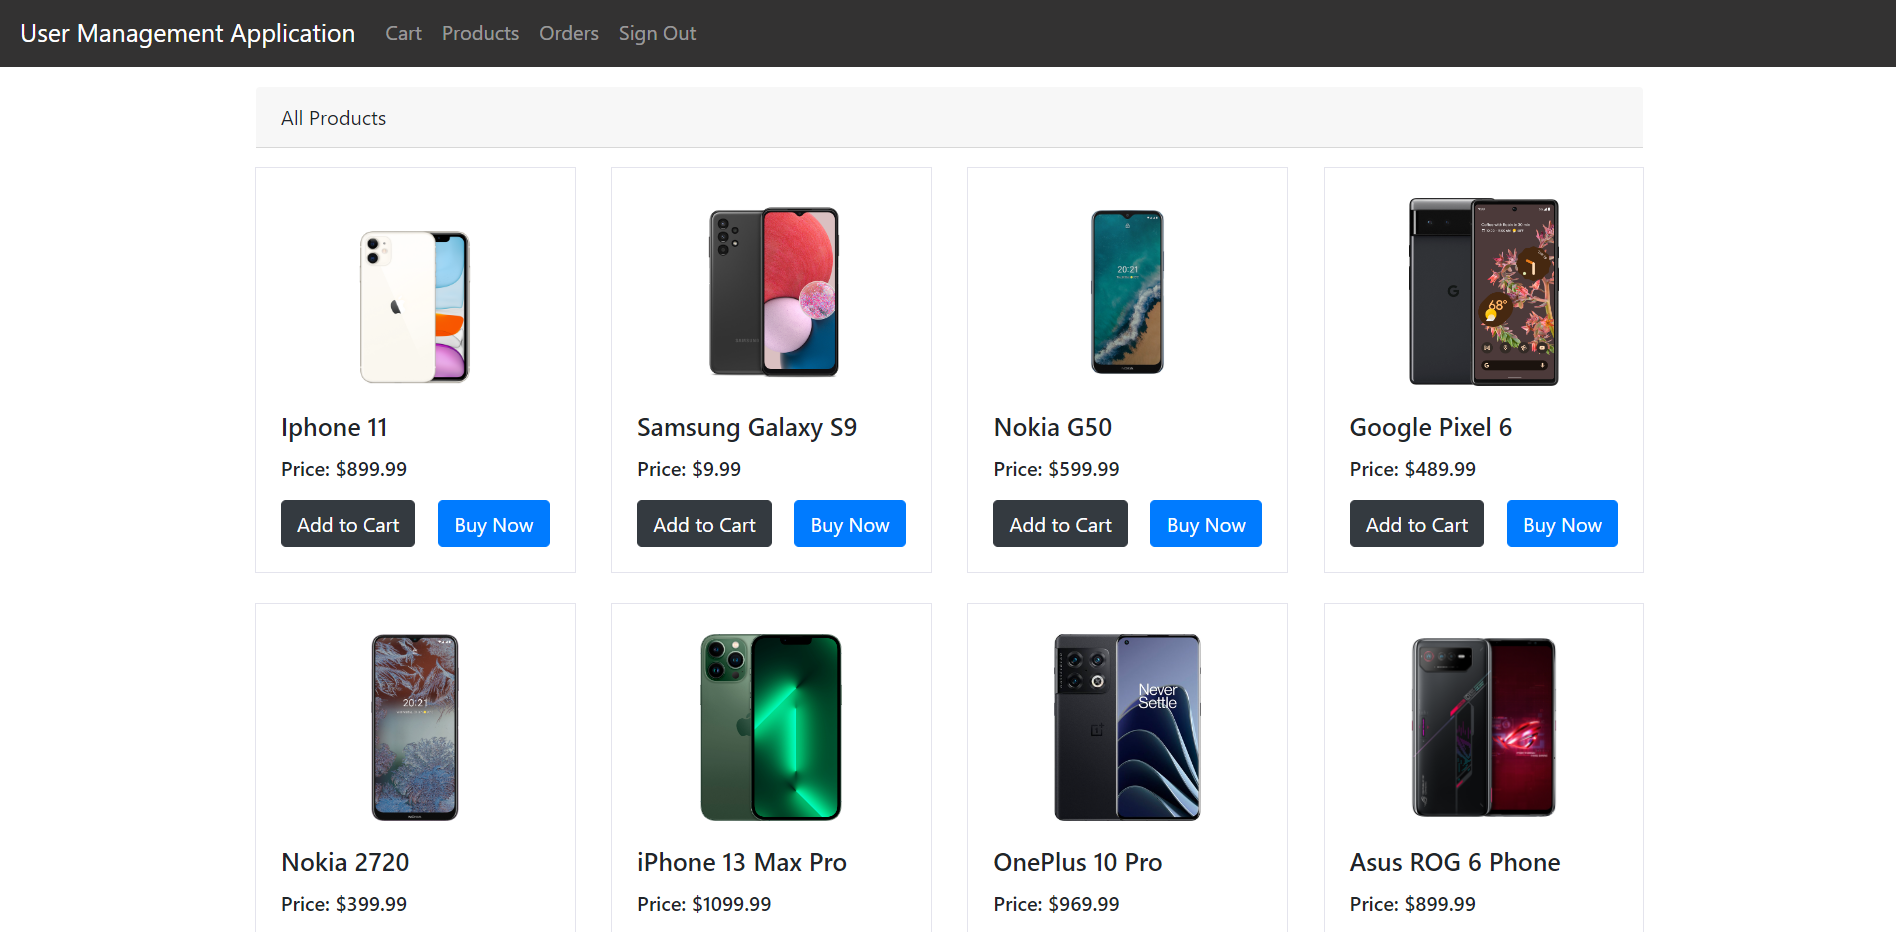 User Management Application Cart Products Orders Sign Out
All Products
20:21
68°
SAMSUNG
Iphone 11 Samsung Galaxy S9 Nokia G50 Google Pixel 6
Price: $899.99 Price: $9.99 Price: $599.99 Price: $489.99
Add to Cart Buy Now Add to Cart Buy Now Add to Cart Buy Now Add to Cart Buy Now
20:21
Never
Settle
Nokia 2720 iPhone 13 Max Pro OnePlus 10 Pro Asus ROG 6 Phone
Price: $399.99 Price: $1099.99 Price: $969.99 Price: $899.99